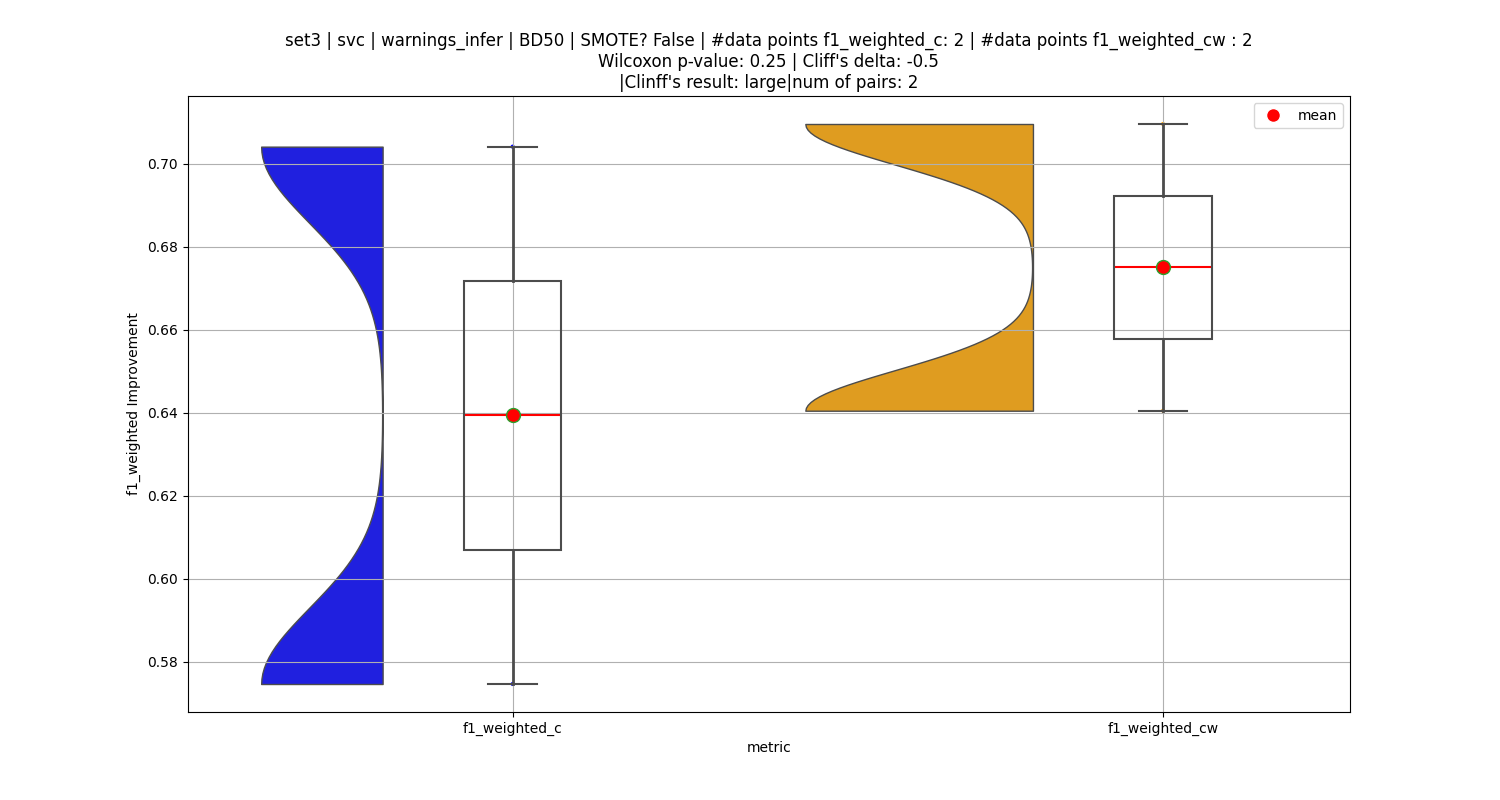 set3 | svc | warnings_infer | BD50 | SMOTE? False | #data points f1_weighted_c: 2 | #data points f1_weighted_cw : 2
Wilcoxon p-value: 0.25 | Cliff's delta: -0.5
|Clinff's result: large|num of pairs: 2
mean
0.70
0.68
0.66
0.64
0.62
0.60
0.58
f1_weighted Improvement
f1_weighted_c
f1_weighted_cw
metric